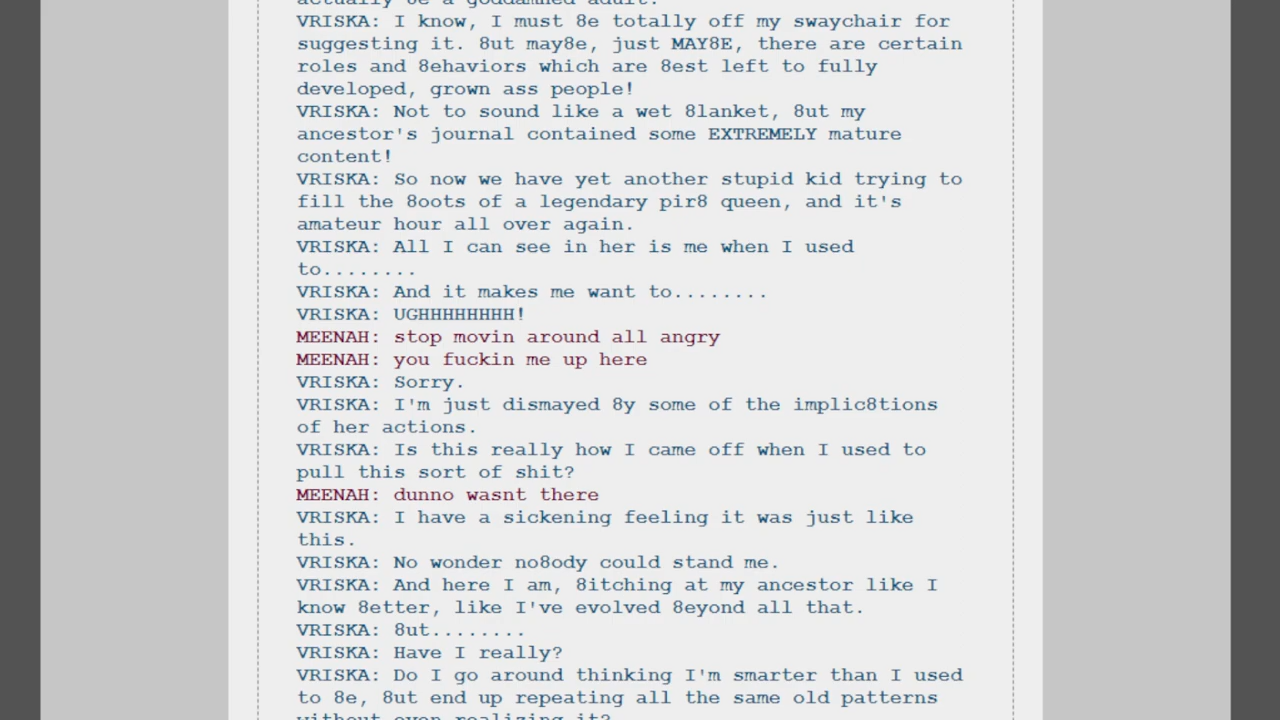 actually 8e a goddamned adult.
VRISKA: I know, I must 8e totally off my swaychair for
suggesting it. 8ut may8e, just MAY8E, there are certain
roles and 8ehaviors which are 8est left to fully
developed, grown ass people!
VRISKA: Not to sound like a wet 8lanket, 8ut my
ancestor's journal contained some EXTREMELY mature
content!
VRISKA: So now we have yet another stupid kid trying to
fill the 8oots of a legendary pir8 queen, and it's
amateur hour all over again.
VRISKA: All I can see in her is me when I used
to........
VRISKA: And it makes me want to........
VRISKA: UGHHHHHHHH!
MEENAH: stop movin around all angry
MEENAH: you fuckin me up here
VRISKA: Sorry.
VRISKA: I'm just dismayed 8y some of the implic8tions
of her actions.
VRISKA: Is this really how I came off when I used to
pull this sort of shit?
MEENAH: dunno wasnt there
VRISKA: I have a sickening feeling it was just like
this.
VRISKA: No wonder no8ody could stand me.
VRISKA: And here I am, 8itching at my ancestor like I
know 8etter, like I've evolved 8eyond all that.
VRISKA: 8ut........
VRISKA: Have I really?
VRISKA: Do I go around thinking I'm smarter than I used
to 8e, 8ut end up repeating all the same old patterns
without even realizing it?